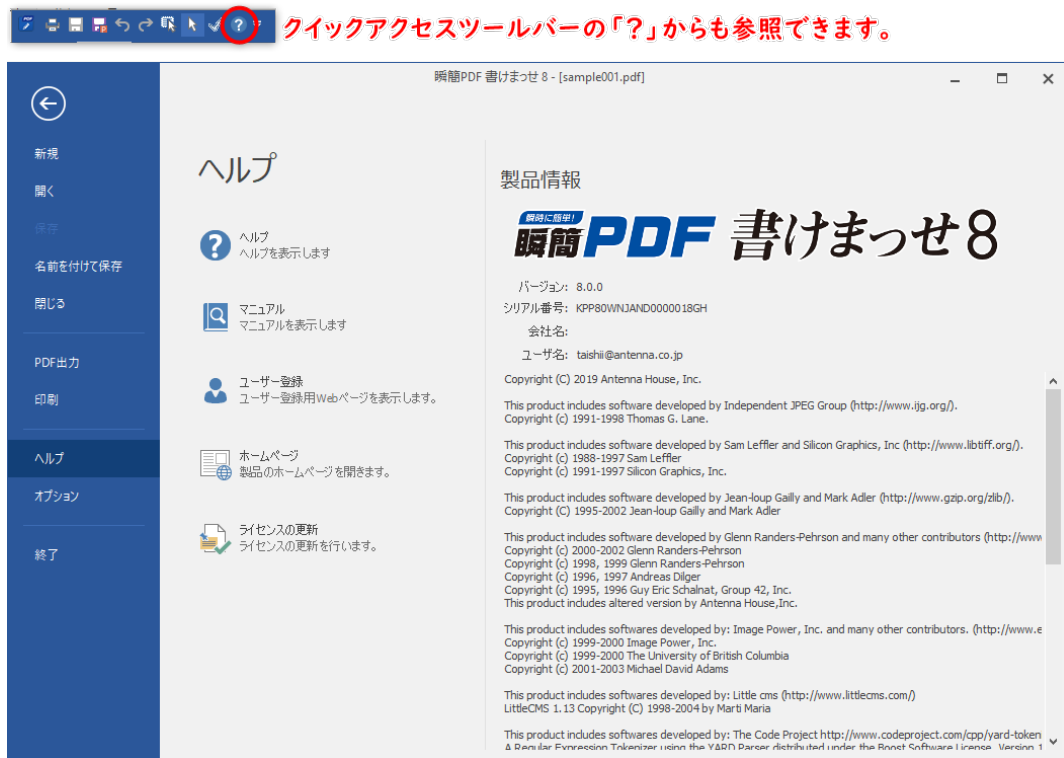 クイックアクセスツールバーの「?」からも参照できます。
瞬簡PDF 書けまっせ 8 - [sample001.pdf]
新規
開く
保存
名前を付けて保存
閉じる
PDF出力
印刷
ヘルプ
オプション
終了
ヘルプ
ヘルプ
ヘルプを表示します
マニュアル
マニュアルを表示します
ユーザー登録
ユーザー登録用Webページを表示します。
ホームページ
製品のホームページを開きます。
ライセンスの更新
ライセンスの更新を行います。
製品情報
瞬時に簡単!
瞬簡PDF 書けまっせ8
バージョン: 8.0.0
シリアル番号: KPP80WNJAND0000018GH
会社名:
ユーザ名: taishii@antenna.co.jp
Copyright (C) 2019 Antenna House, Inc.
This product includes software developed by Independent JPEG Group (http://www.ijg.org/).
Copyright (c) 1991-1998 Thomas G. Lane.
This product includes software developed by Sam Leffler and Silicon Graphics, Inc (http://www.libtiff.org/).
Copyright (c) 1988-1997 Sam Leffler
Copyright (c) 1991-1997 Silicon Graphics, Inc.
This product includes software developed by Jean-loup Gailly and Mark Adler (http://www.gzip.org/zlib/).
Copyright (C) 1995-2002 Jean-loup Gailly and Mark Adler
This product includes software developed by Glenn Randers-Pehrson and many other contributors (http://www
Copyright (c) 2000-2002 Glenn Randers-Pehrson
Copyright (c) 1998, 1999 Glenn Randers-Pehrson
Copyright (c) 1996, 1997 Andreas Dilger
Copyright (c) 1995, 1996 Guy Eric Schalnat, Group 42, Inc.
This product includes altered version by Antenna House,Inc.
This product includes softwares developed by: Image Power, Inc. and many other contributors. (http://www.e
Copyright (c) 1999-2000 Image Power, Inc.
Copyright (c) 1999-2000 The University of British Columbia
Copyright (c) 2001-2003 Michael David Adams
This product includes softwares developed by: Little cms (http://www.littlecms.com/)
LittleCMS 1.13 Copyright (C) 1998-2004 by Marti Maria
This product includes softwares developed by: The Code Project http://www.codeproject.com/cpp/yard-token
A Regular Expression Tokenizer using the YARD Parser distributed under the Boost Software License, Version 1